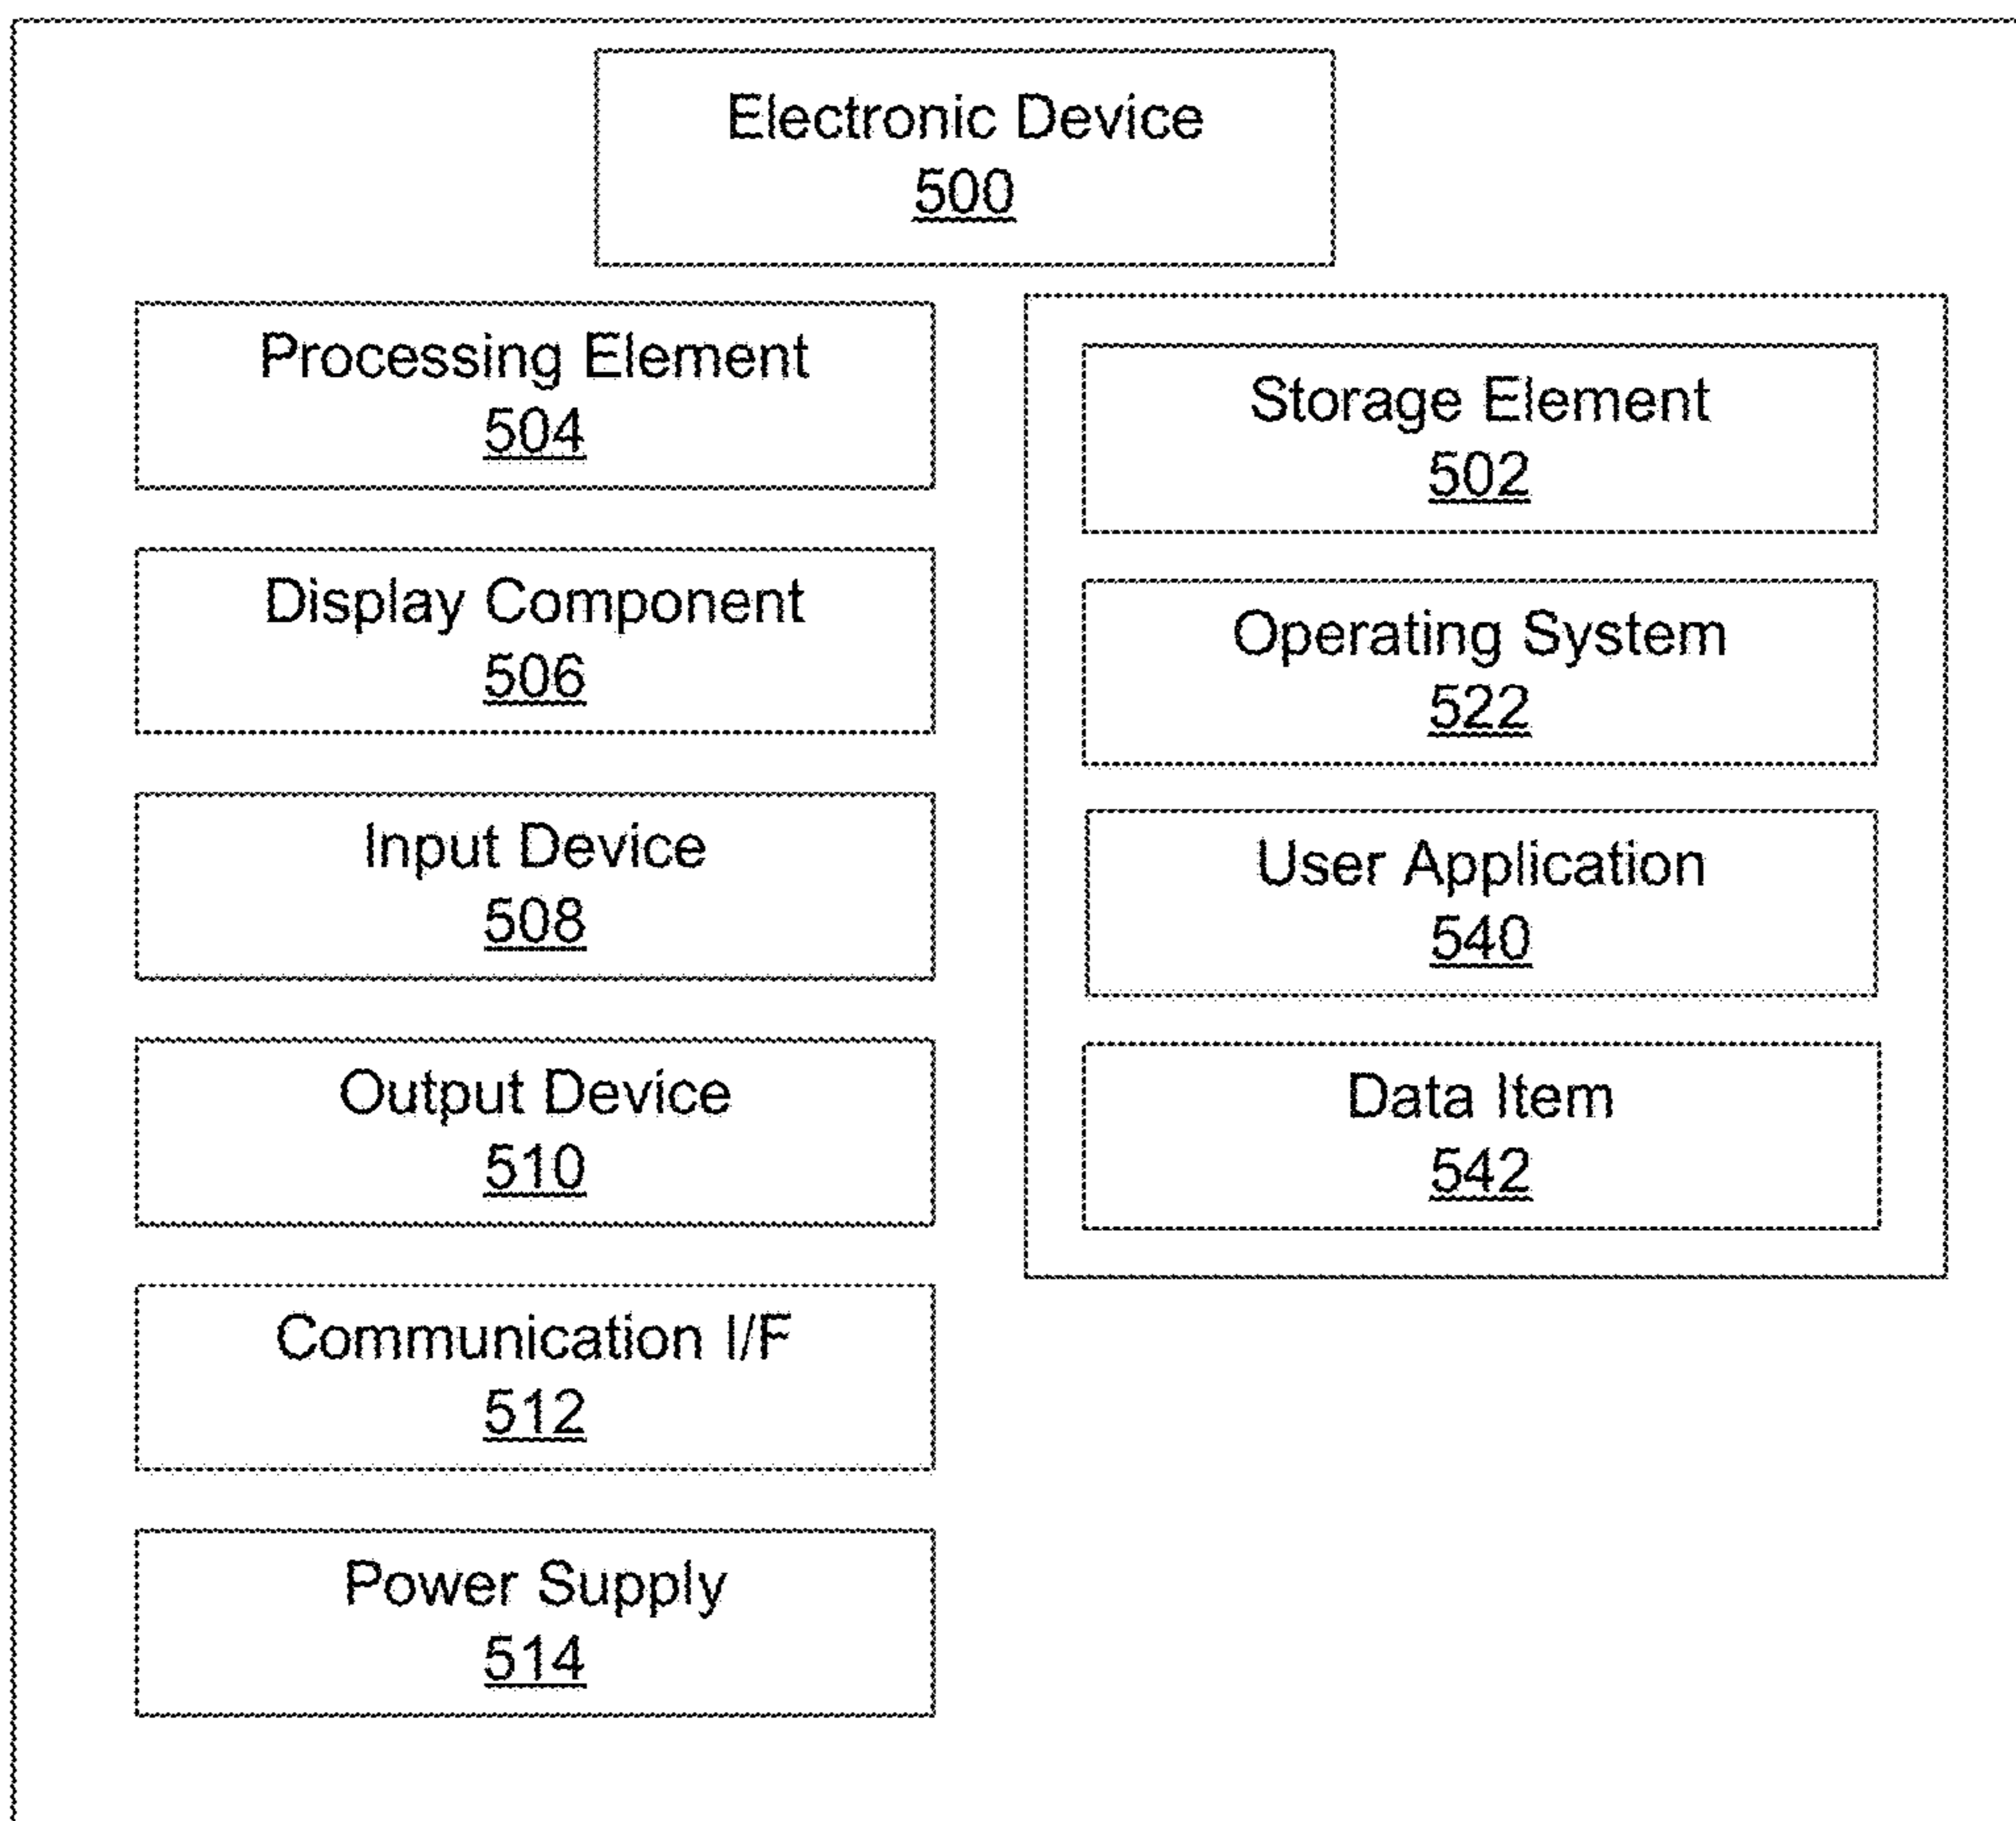 Electronic Device
500
Processing Element
504
Display Component
506
Input Device
508
Output Device
510
Communication I/F
512
Power Supply
514
Storage Element
502
Operating System
522
User Application
540
Data Item
542